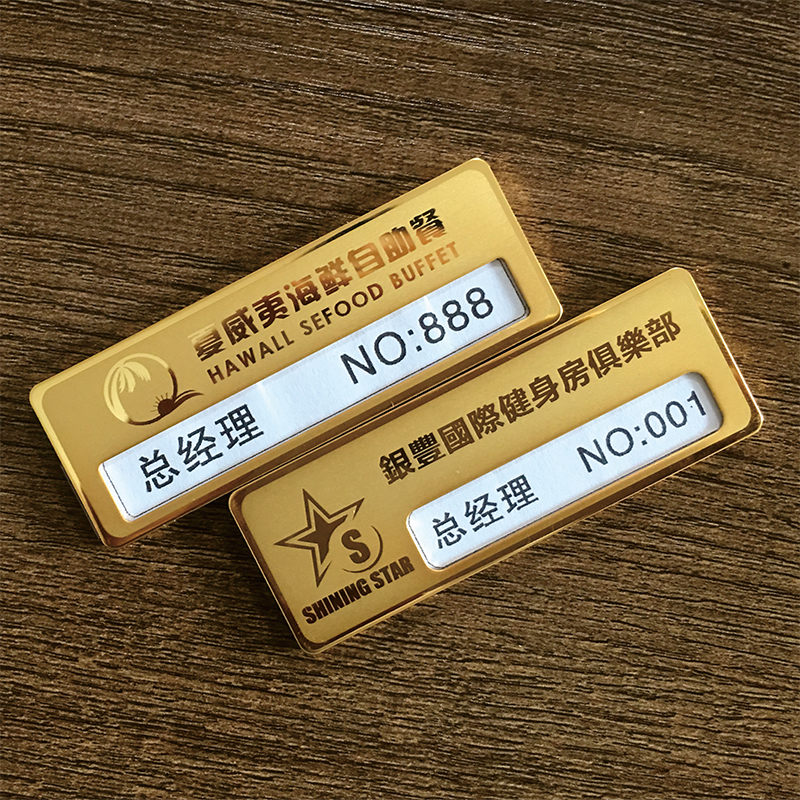 夏威夷海鲜自助餐
HAWALL SEFOOD BUFFET
总经理 NO:888
銀豐國際健身房俱樂部
总经理 NO:001
S
SHINING STAR